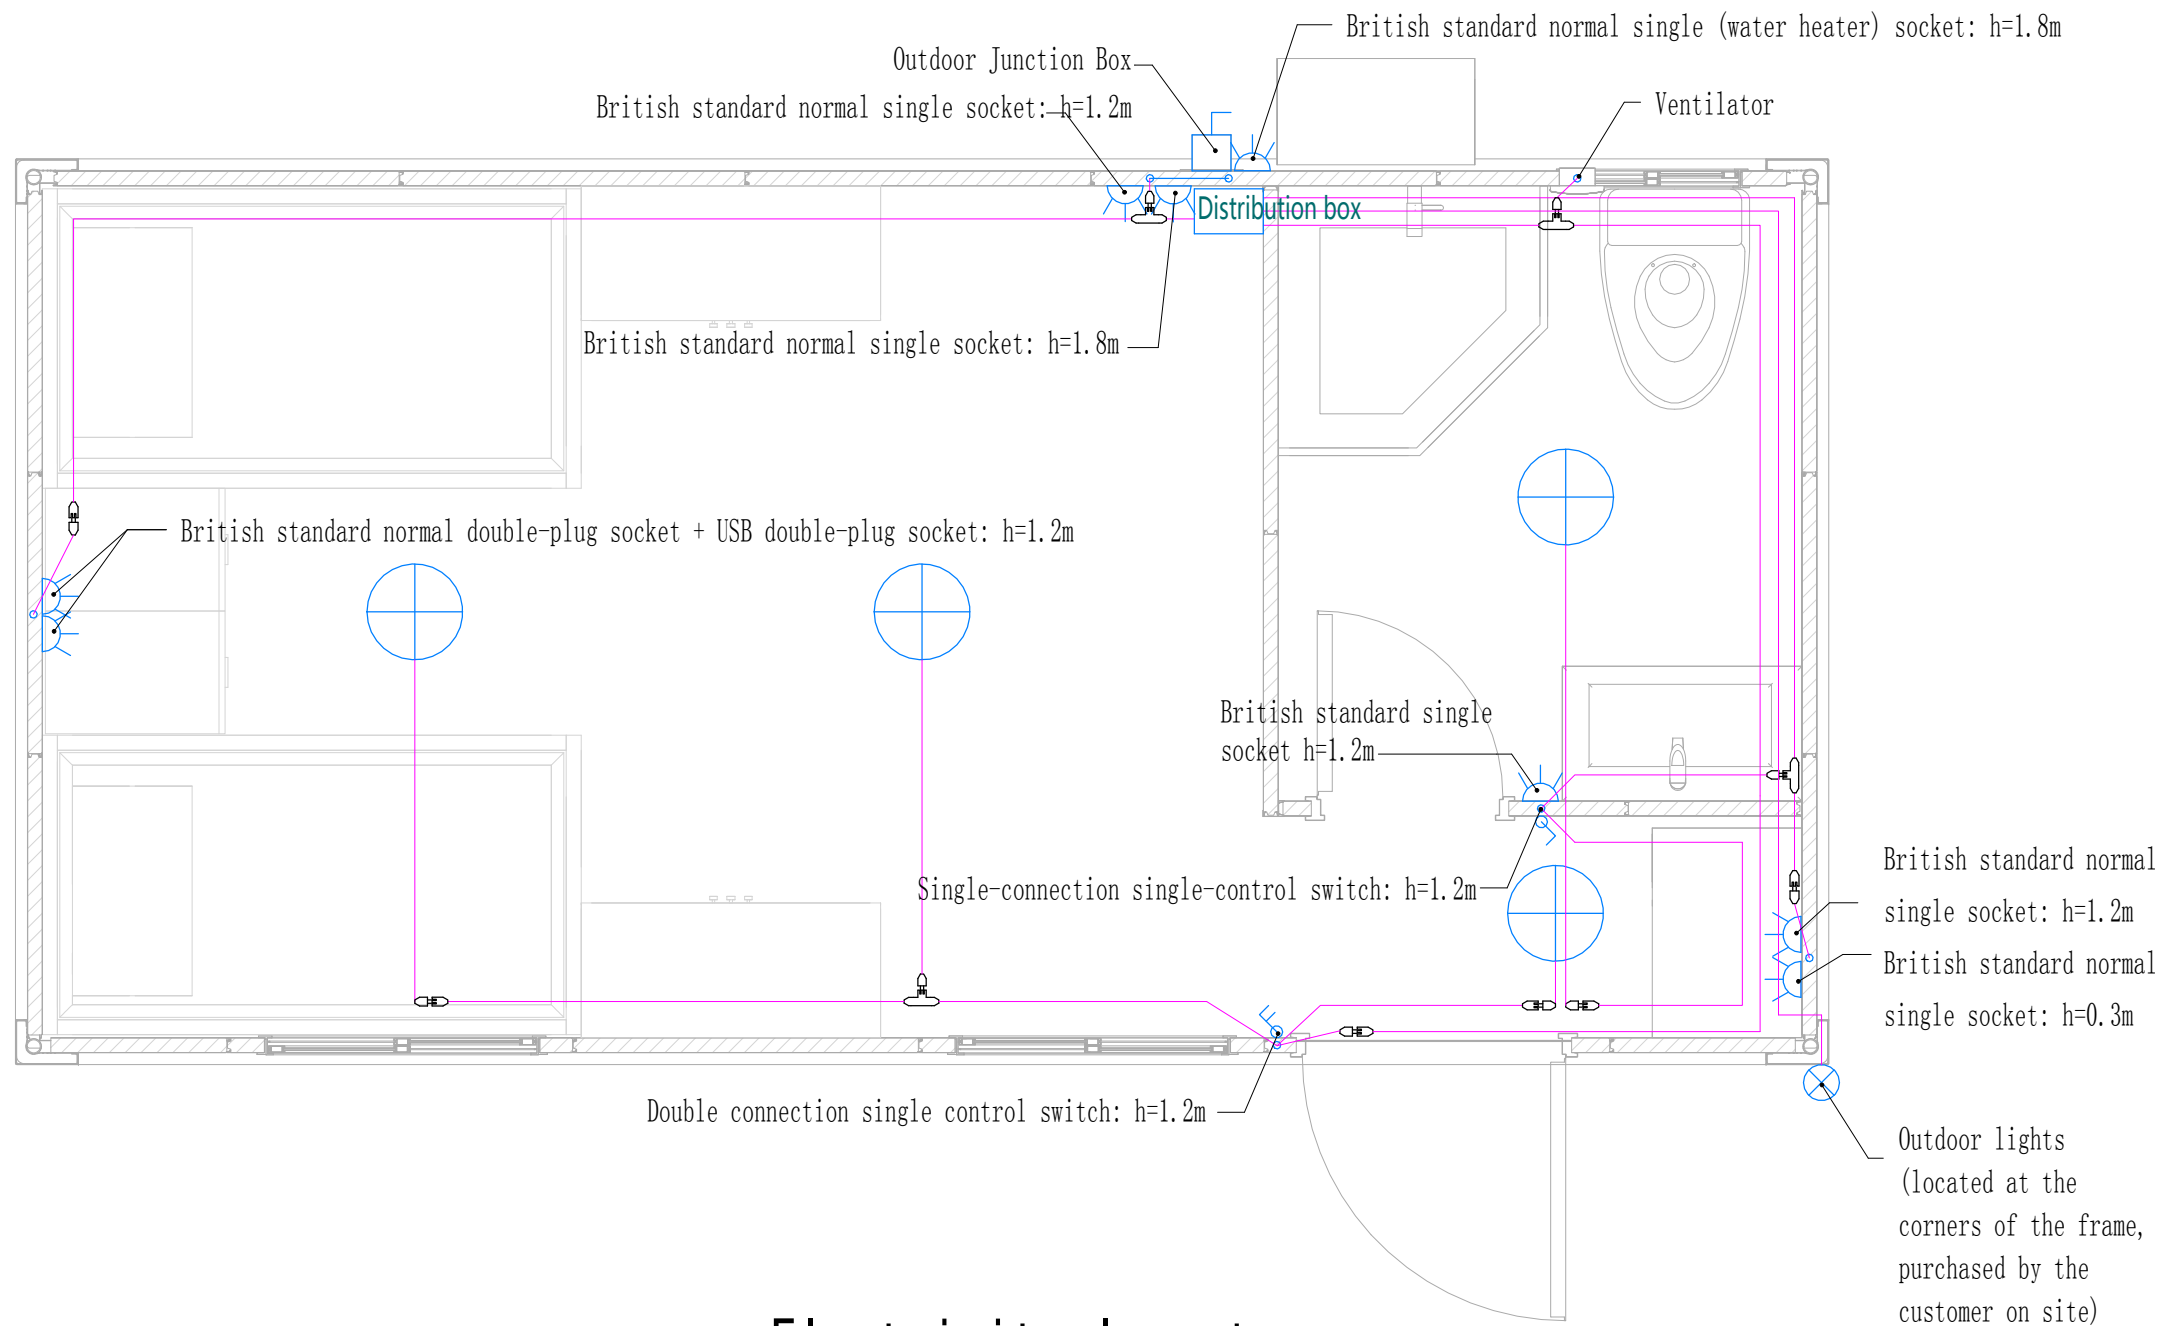 British standard normal single (water heater) socket: h=1.8m
Outdoor Junction Box
British standard normal single socket: h=1.2m
Ventilator
Distribution box
British standard normal single socket: h=1.8m
British standard normal double-plug socket + USB double-plug socket: h=1.2m
British standard single
socket h=1.2m
Single-connection single-control switch: h=1.2m
British standard normal
single socket: h=1.2m
British standard normal
single socket: h=0.3m
Double connection single control switch: h=1.2m
Outdoor lights
(located at the
corners of the frame,
purchased by the
customer on site)